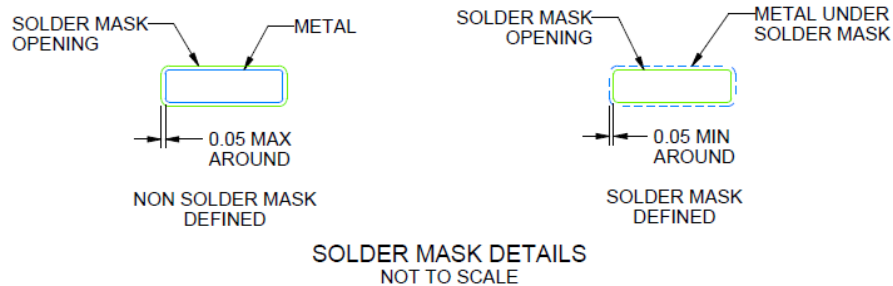 SOLDER MASK
OPENING
METAL
0.05 MAX
AROUND
NON SOLDER MASK
DEFINED
SOLDER MASK
OPENING
METAL UNDER
SOLDER MASK
0.05 MIN
AROUND
SOLDER MASK
DEFINED
SOLDER MASK DETAILS
NOT TO SCALE